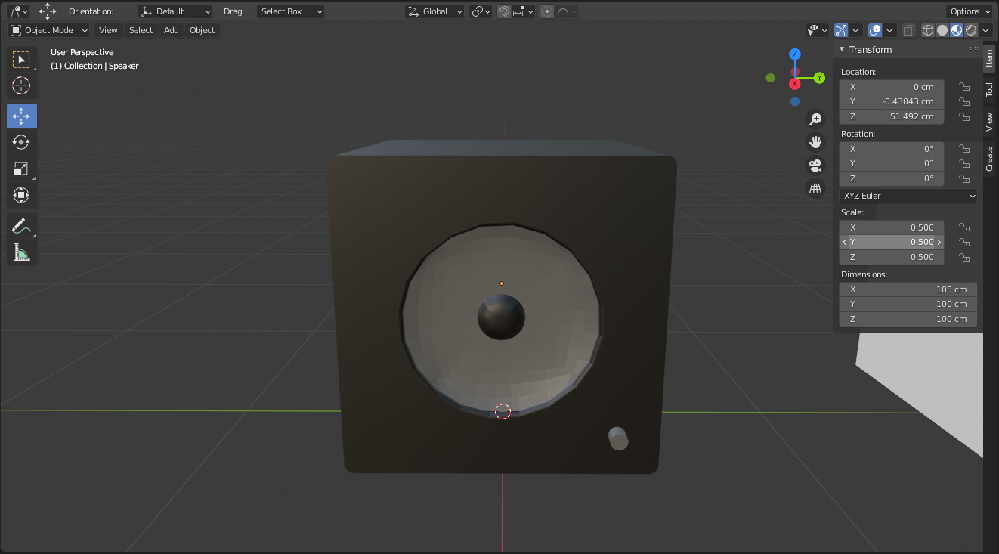 Orientation: Default Drag: Select Box Global Options
Object Mode View Select Add Object
User Perspective
(1) Collection | Speaker
Z
Y
X
Transform
Location:
X 0 cm
Y -0.43043 cm
Z 51.492 cm
Rotation:
X 0°
Y 0°
Z 0°
XYZ Euler
Scale:
X 0.500
Y 0.500
Z 0.500
Dimensions:
X 105 cm
Y 100 cm
Z 100 cm
Item
Tool
View
Create